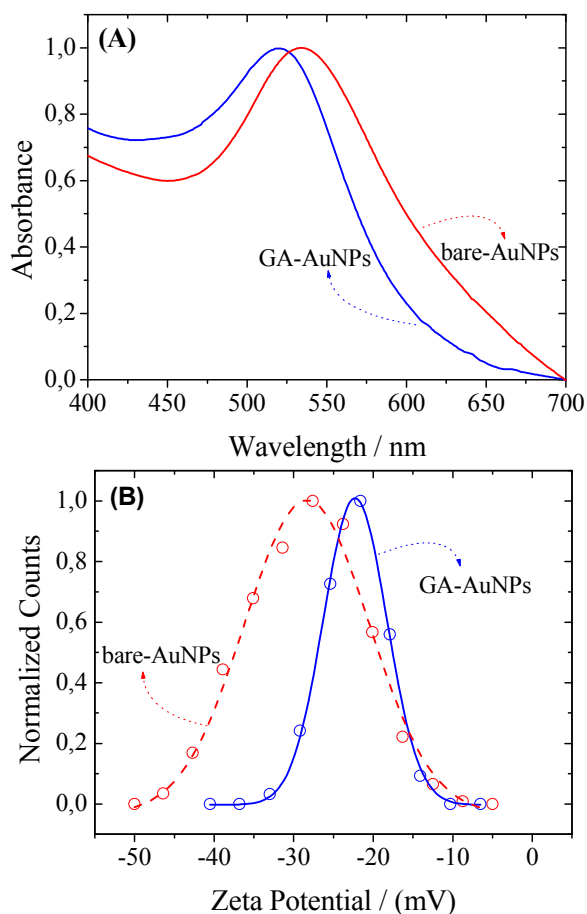 (A)
1,0
0,8
0,6
0,4
0,2
0,0
Absorbance
GA-AuNPs
bare-AuNPs
400 450 500 550 600 650 700
Wavelength / nm
(B)
1,0
0,8
0,6
0,4
0,2
0,0
Normalized Counts
GA-AuNPs
bare-AuNPs
-50 -40 -30 -20 -10 0
Zeta Potential / (mV)